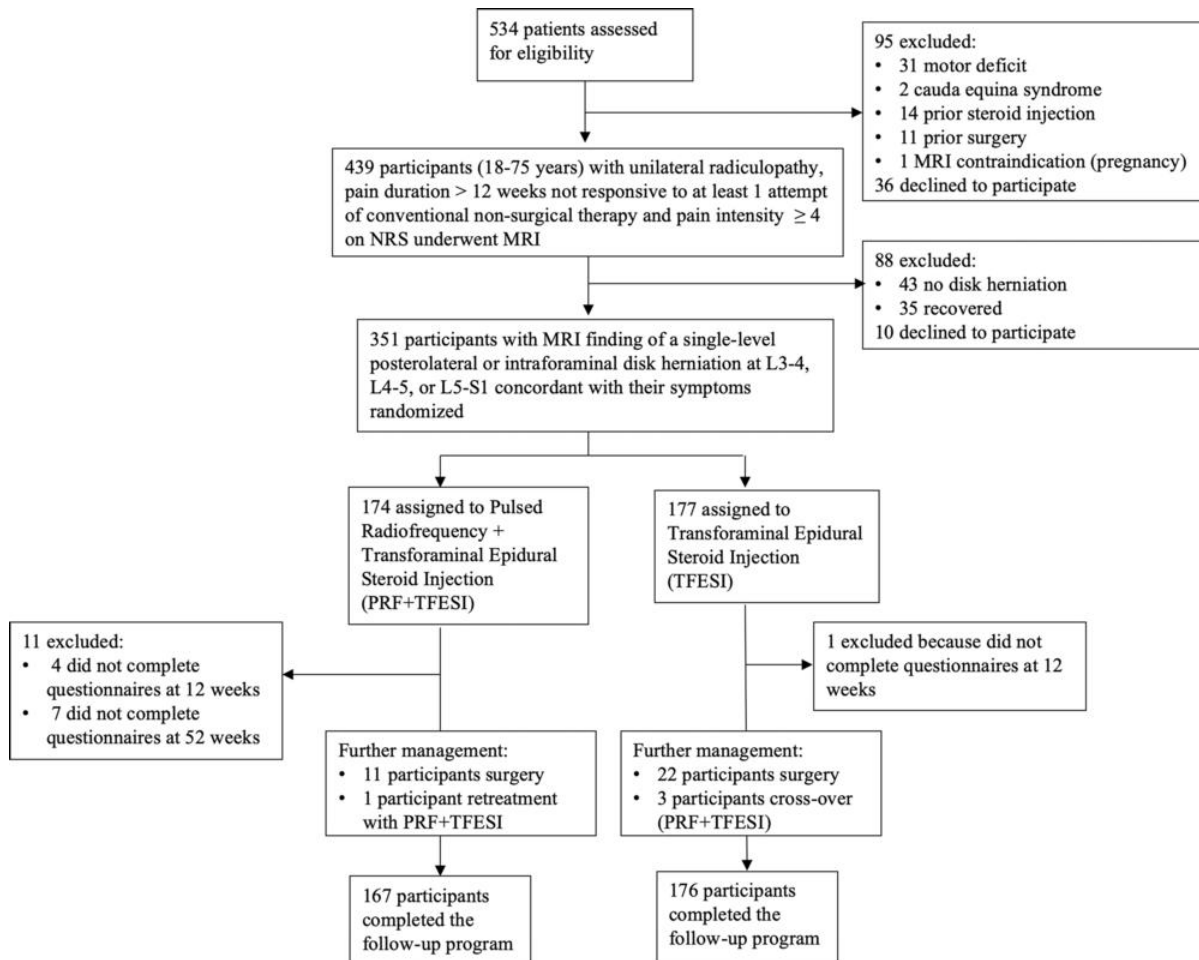 534 patients assessed
for eligibility
95 excluded:
• 31 motor deficit
• 2 cauda equina syndrome
• 14 prior steroid injection
• 11 prior surgery
• 1 MRI contraindication (pregnancy)
36 declined to participate
439 participants (18-75 years) with unilateral radiculopathy,
pain duration > 12 weeks not responsive to at least 1 attempt
of conventional non-surgical therapy and pain intensity ≥ 4
on NRS underwent MRI
88 excluded:
• 43 no disk herniation
• 35 recovered
10 declined to participate
351 participants with MRI finding of a single-level
posterolateral or intraforaminal disk herniation at L3-4,
L4-5, or L5-S1 concordant with their symptoms
randomized
174 assigned to Pulsed
Radiofrequency +
Transforaminal Epidural
Steroid Injection
(PRF+TFESI)
177 assigned to
Transforaminal Epidural
Steroid Injection
(TFESI)
11 excluded:
• 4 did not complete
questionnaires at 12 weeks
• 7 did not complete
questionnaires at 52 weeks
1 excluded because did not
complete questionnaires at 12
weeks
Further management:
• 11 participants surgery
• 1 participant retreatment
with PRF+TFESI
Further management:
• 22 participants surgery
• 3 participants cross-over
(PRF+TFESI)
167 participants
completed the
follow-up program
176 participants
completed the
follow-up program